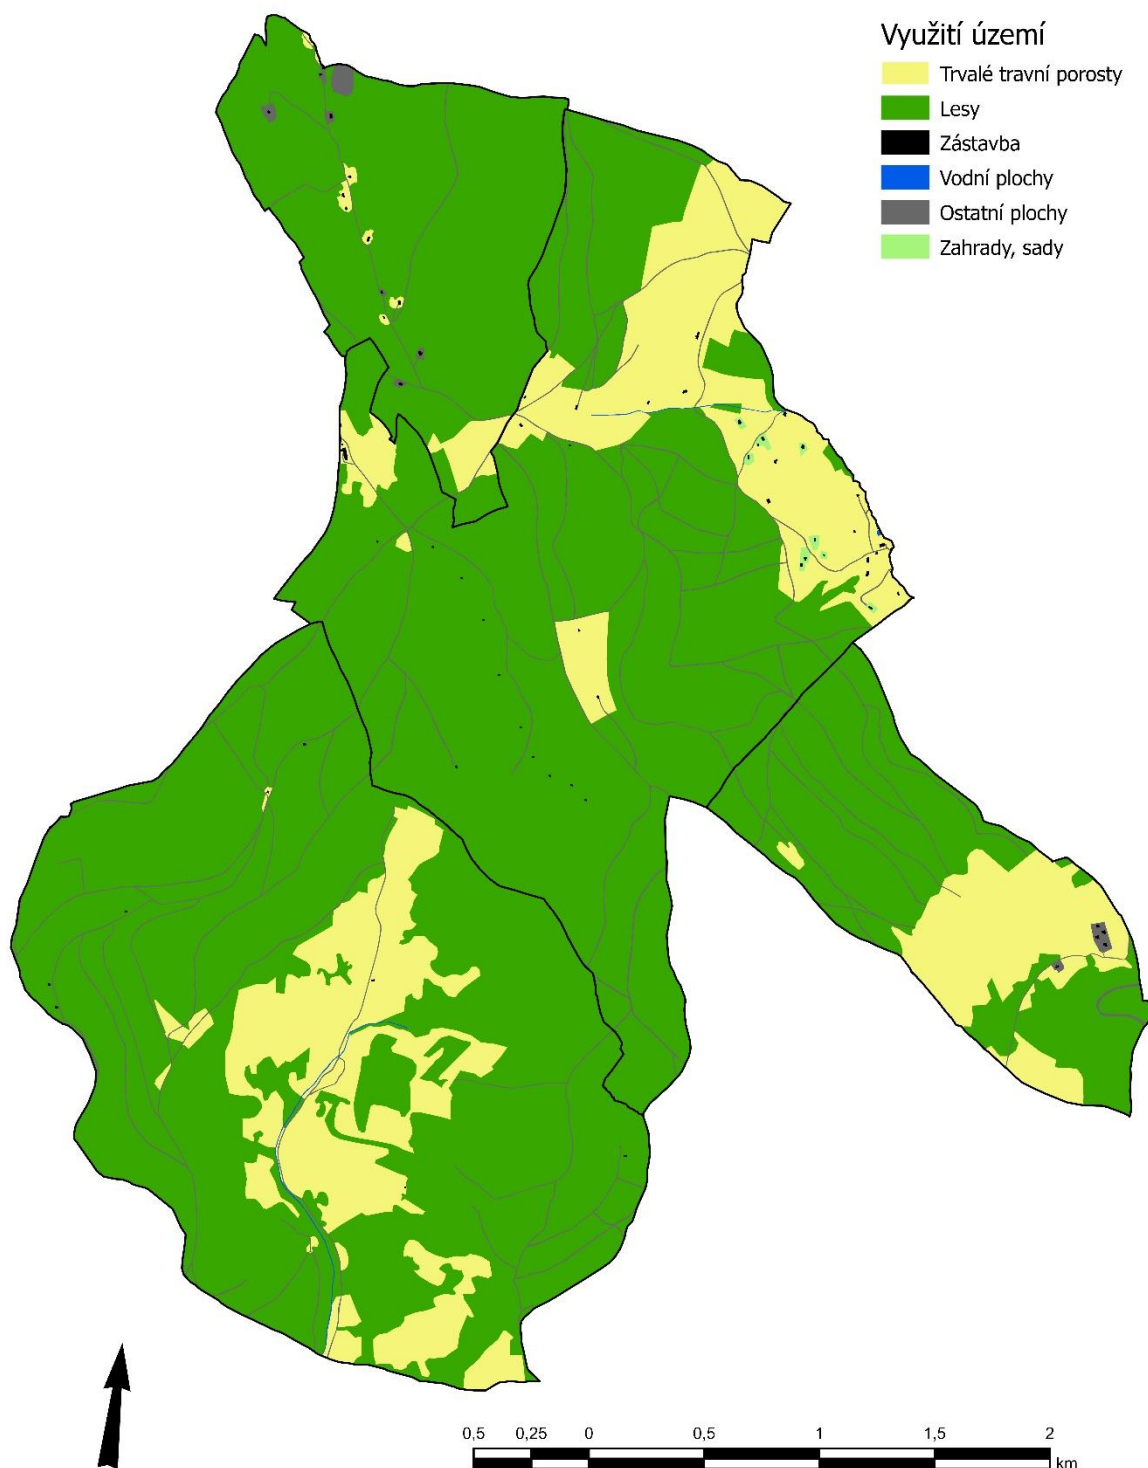 Využití území
Trvalé travní porosty
Lesy
Zástavba
Vodní plochy
Ostatní plochy
Zahrady, sady
0,5 0,25 0 0,5 1 1,5 2
km